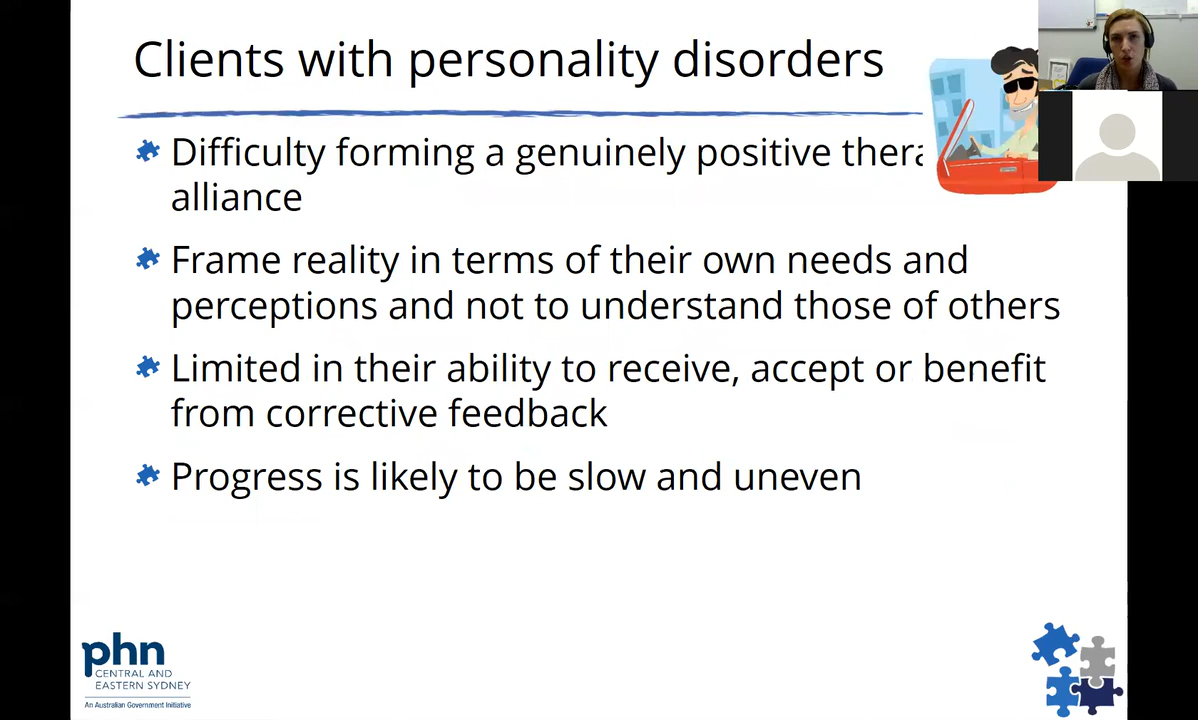 Clients with personality disorders
Difficulty forming a genuinely positive
alliance
Frame reality in terms of their own needs and
perceptions and not to understand those of others
Limited in their ability to receive, accept or benefit
from corrective feedback
Progress is likely to be slow and uneven
phn
CENTRAL AND
EASTERN SYDNEY
An Australian Government Initiative